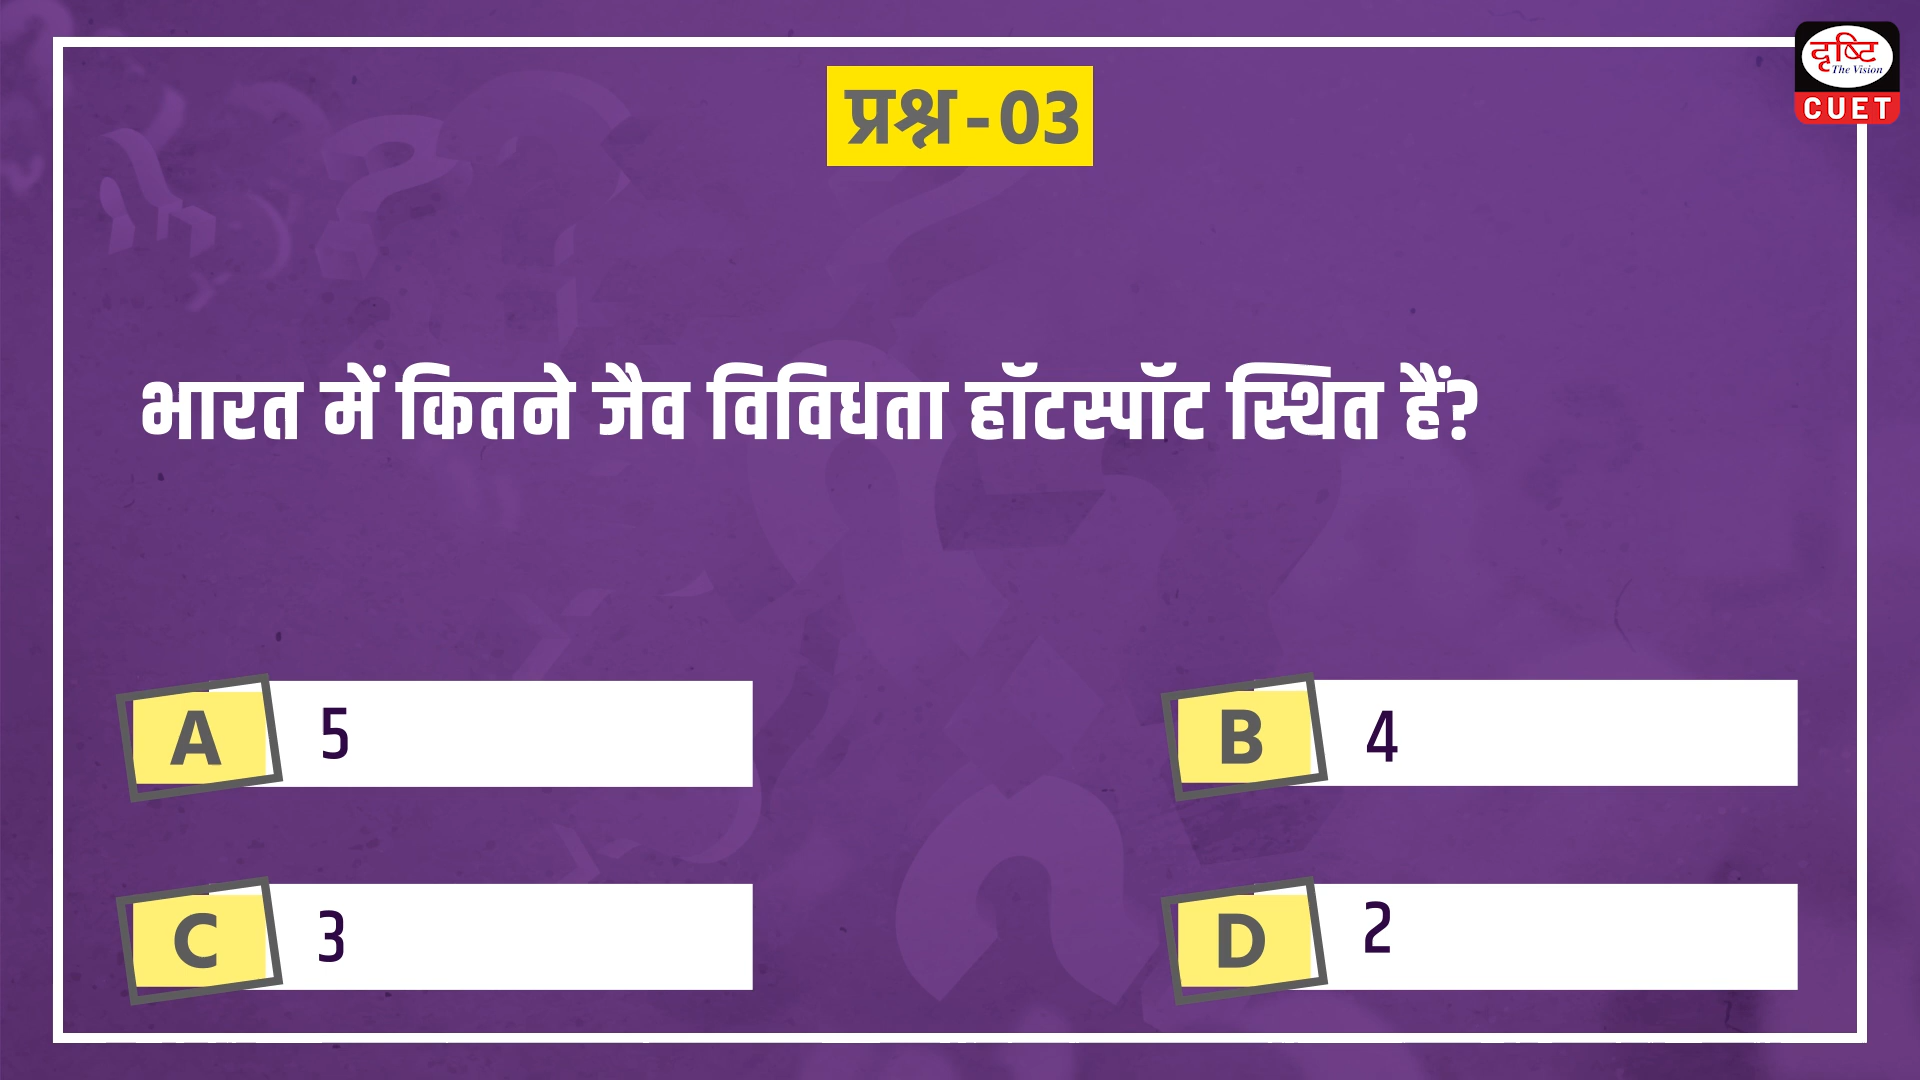 दृष्टि
The Vision
CUET
प्रश्न-03
भारत में कितने जैव विविधता हॉटस्पॉट स्थित हैं?
A 5
B 4
C 3
D 2